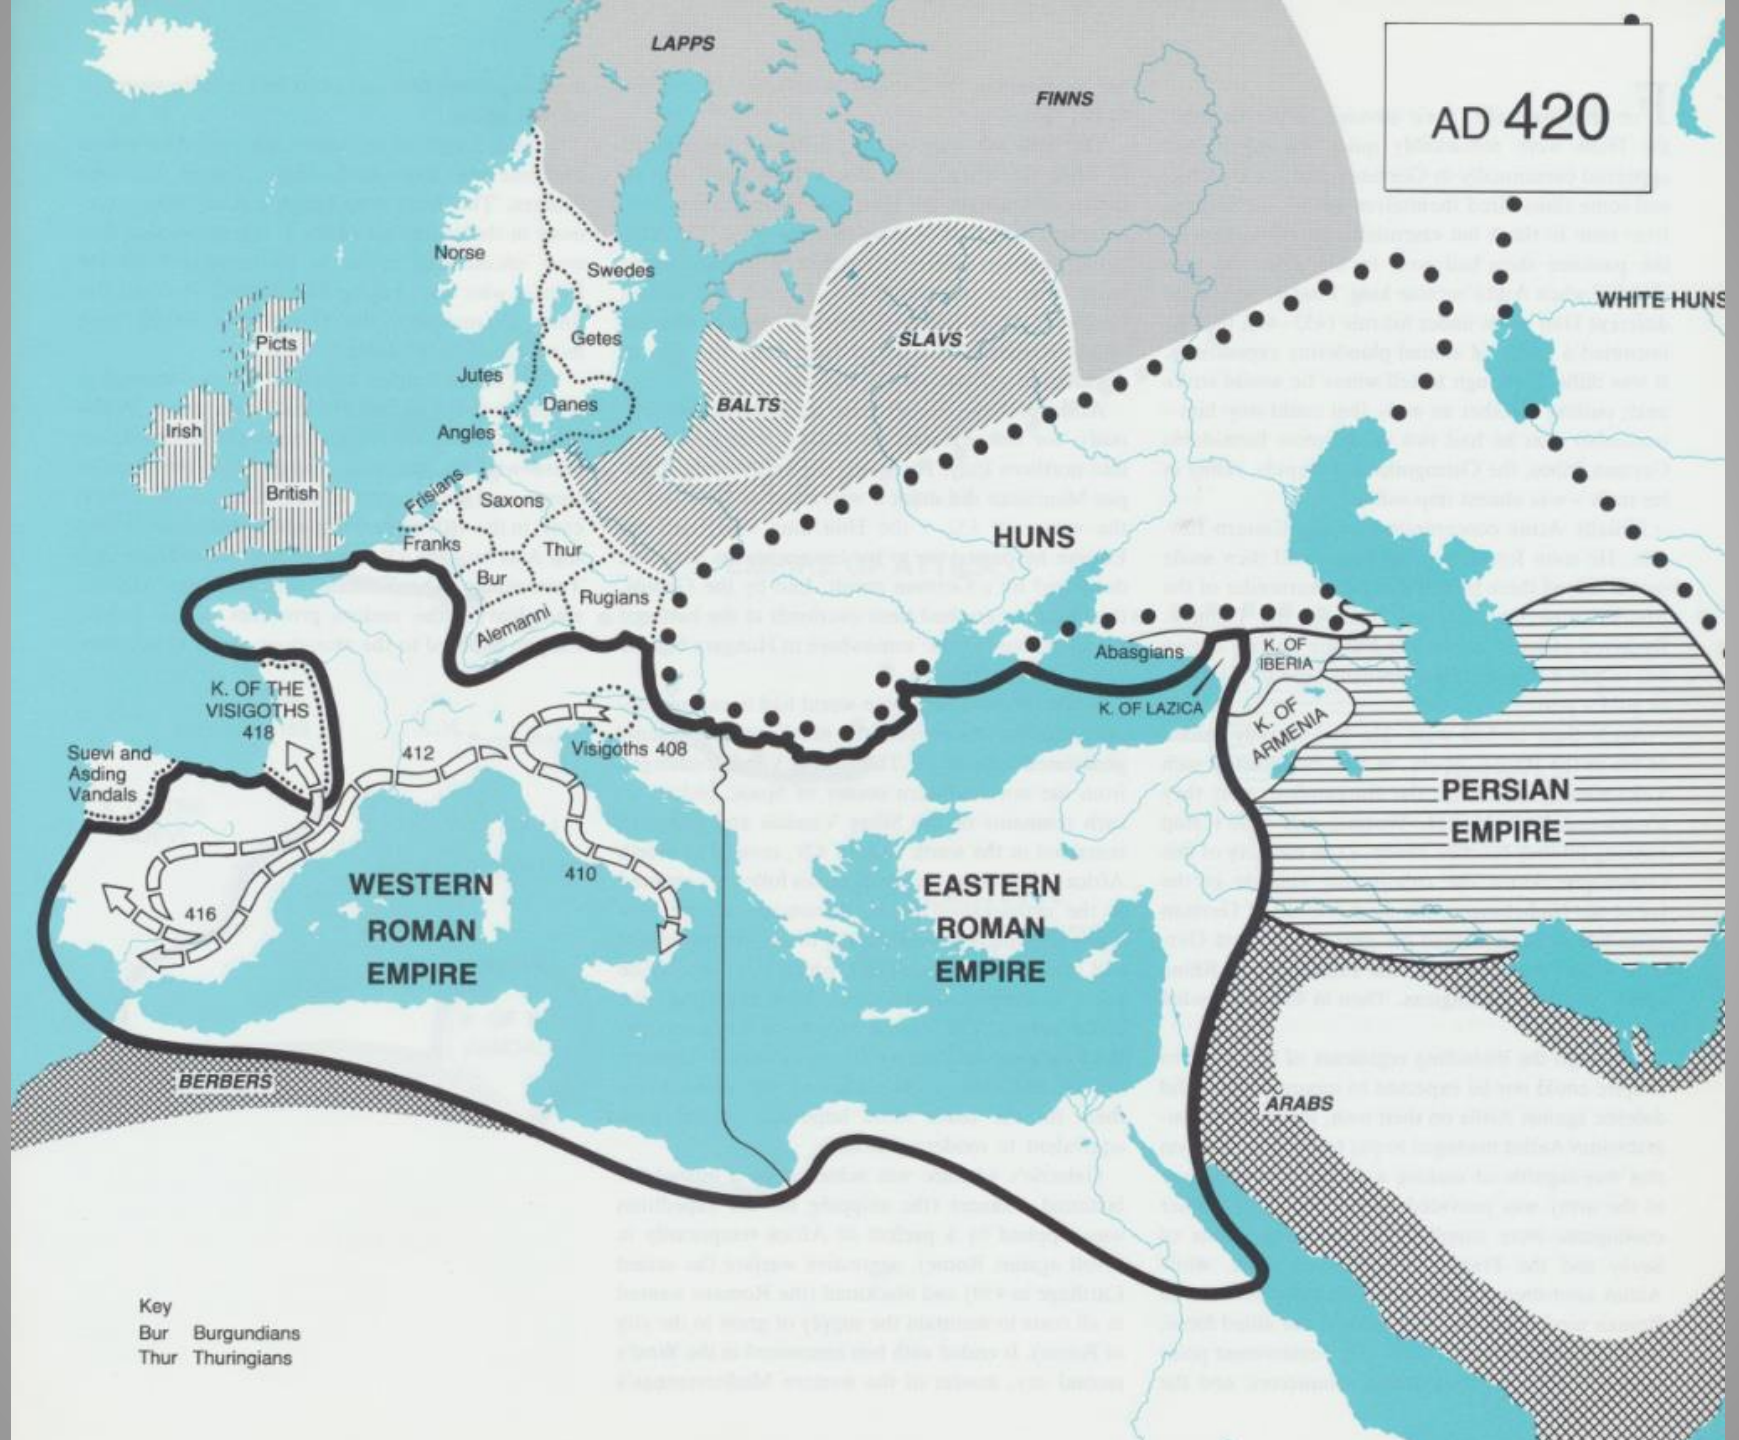 LAPPS
FINNS
AD 420
Norse
Swedes
WHITE HUNS
Picts
Getes
SLAVS
Jutes
Danes
BALTS
Irish
Angles
British
Frisians
Saxons
Franks
Thur
HUNS
Bur
Rugians
Alemanni
Abasgians
K. OF
IBERIA
K. OF THE
VISIGOTHS
418
K. OF LAZICA
K. OF
ARMENIA
Suevi and
Asding
Vandals
412
Visigoths 408
PERSIAN
EMPIRE
410
WESTERN
ROMAN
EMPIRE
EASTERN
ROMAN
EMPIRE
416
BERBERS
ARABS
Key
Bur Burgundians
Thur Thuringians